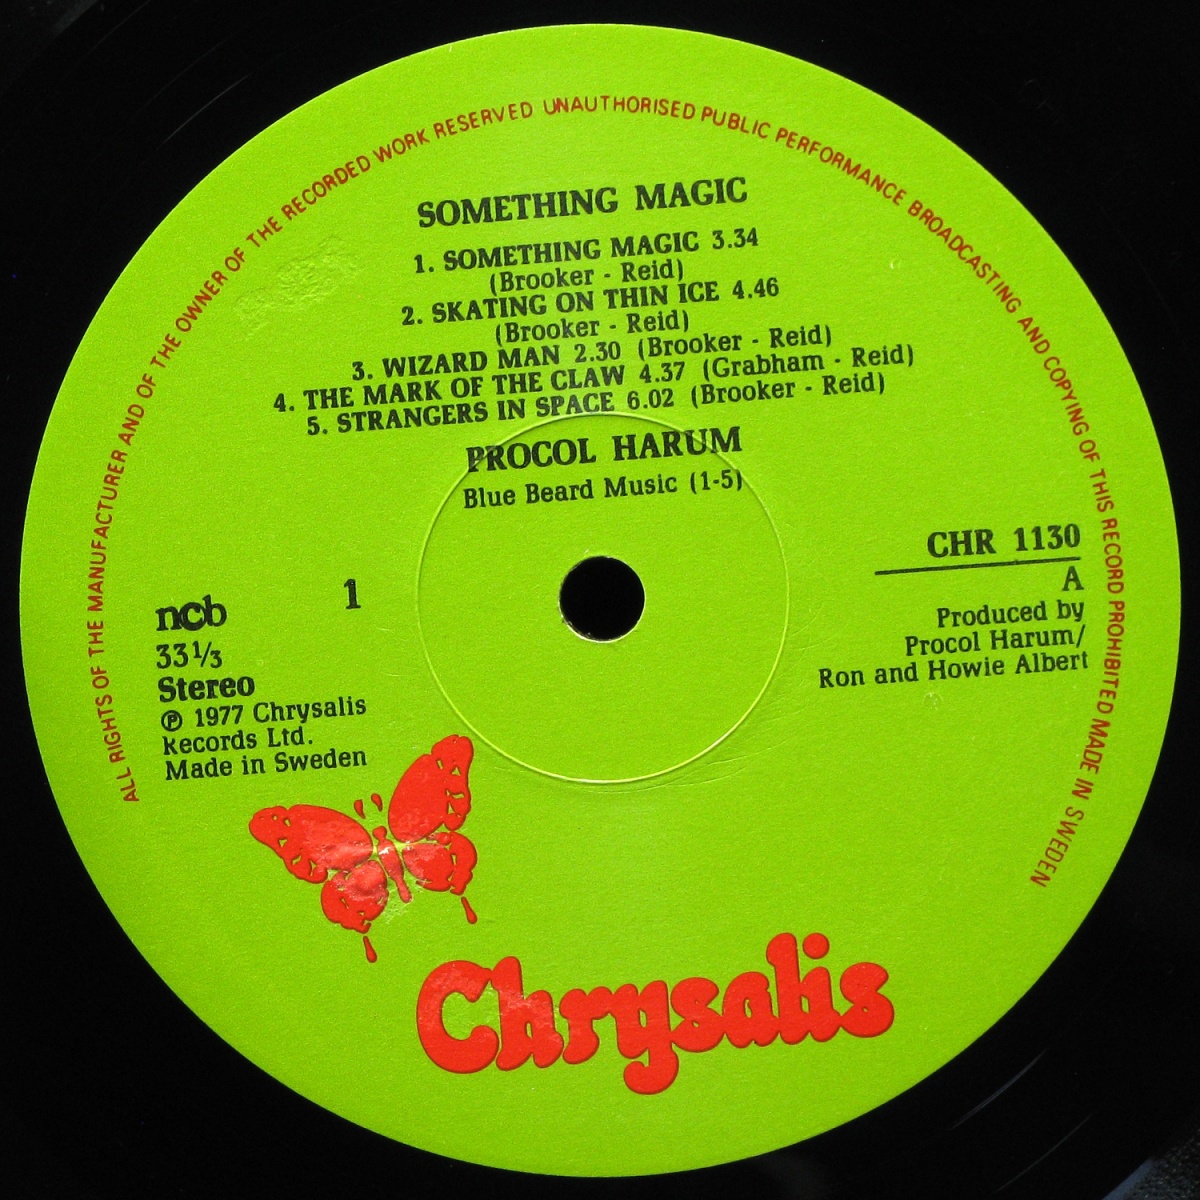 ALL RIGHTS OF THE MANUFACTURER AND OF THE OWNER OF THE RECORDED WORK RESERVED UNAUTHORISED PUBLIC PERFORMANCE BROADCASTING AND COPYING OF THIS RECORD PROHIBITED MADE IN SWEDEN
SOMETHING MAGIC
1. SOMETHING MAGIC 3.34
(Brooker - Reid)
2. SKATING ON THIN ICE 4.46
(Brooker - Reid)
3. WIZARD MAN 2.30 (Brooker - Reid)
4. THE MARK OF THE CLAW 4.37 (Grabham - Reid)
5. STRANGERS IN SPACE 6.02 (Brooker - Reid)
PROCOL HARUM
Blue Beard Music (1-5)
CHR 1130
A
Produced by
Procol Harum/
Ron and Howie Albert
ncb
1
33⅓
Stereo
℗ 1977 Chrysalis
Records Ltd.
Made in Sweden
Chrysalis